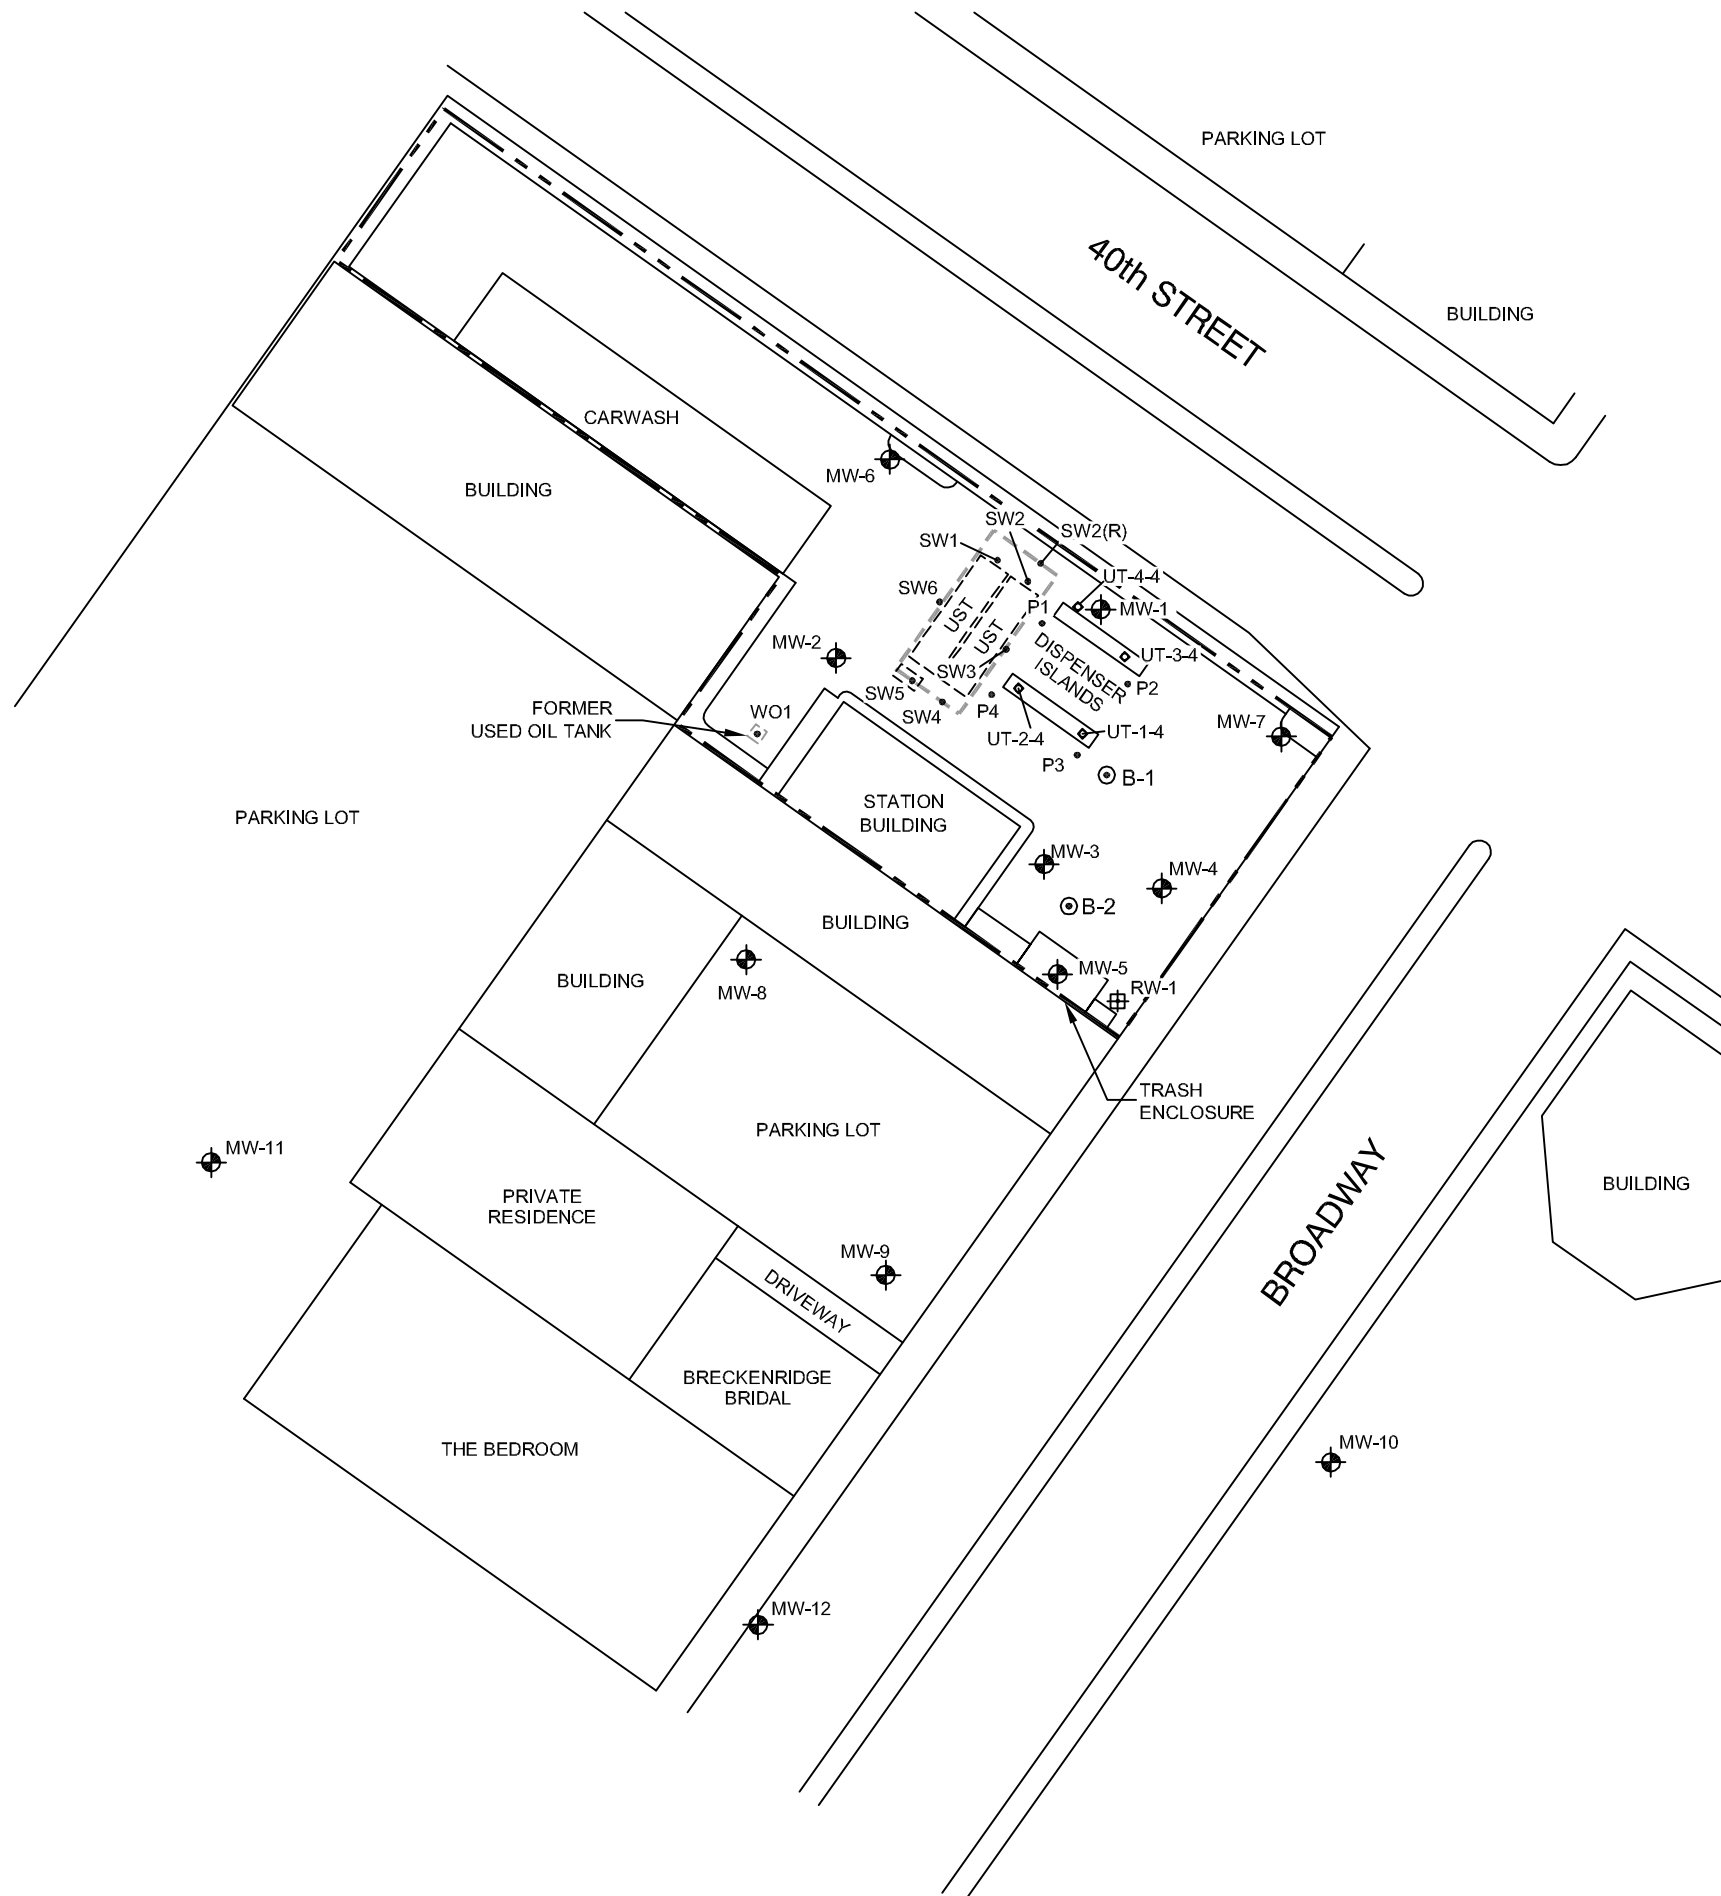 PARKING LOT
40th STREET
BUILDING
CARWASH
MW-6
BUILDING
SW2
SW2(R)
SW1
UT-4-4
SW6
UST
UST
P1
MW-1
DISPENSER
ISLANDS
MW-2
SW3
UT-3-4
P2
SW5
SW4
P4
FORMER
USED OIL TANK
WO1
UT-2-4
UT-1-4
MW-7
P3
B-1
STATION
BUILDING
PARKING LOT
MW-3
MW-4
B-2
BUILDING
BUILDING
MW-8
MW-5
RW-1
TRASH
ENCLOSURE
PARKING LOT
MW-11
PRIVATE
RESIDENCE
BROADWAY
BUILDING
MW-9
DRIVEWAY
BRECKENRIDGE
BRIDAL
THE BEDROOM
MW-10
MW-12